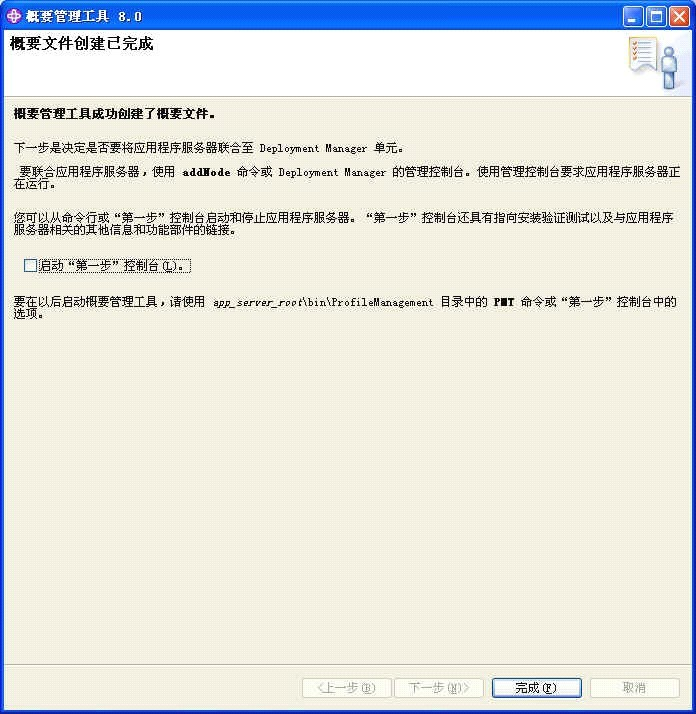 概要管理工具 8.0
概要文件创建已完成
概要管理工具成功创建了概要文件。
下一步是决定是否要将应用程序服务器联合至 Deployment Manager 单元。
要联合应用程序服务器，使用 addNode 命令或 Deployment Manager 的管理控制台。使用管理控制台要求应用程序服务器正
在运行。
您可以从命令行或“第一步”控制台启动和停止应用程序服务器。“第一步”控制台还具有指向安装验证测试以及与应用程序
服务器相关的其他信息和功能部件的链接。
启动“第一步”控制台(L)。
要在以后启动概要管理工具，请使用 app_server_root\bin\ProfileManagement 目录中的 PMT 命令或“第一步”控制台中的
选项。
<上一步(B) 下一步(N)> 完成(F) 取消